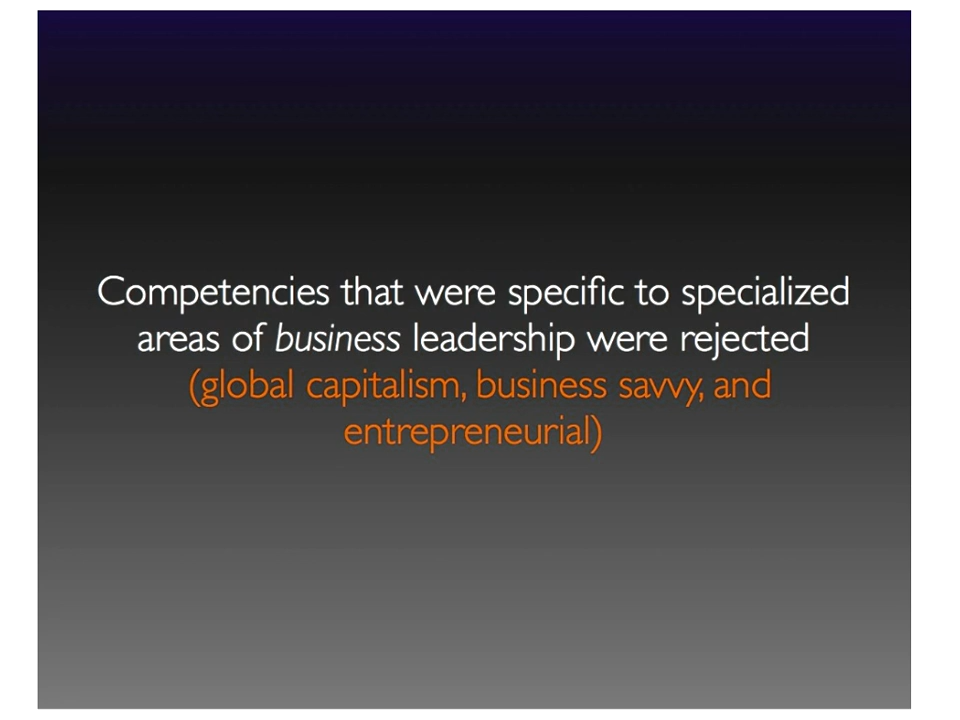 Competencies that were specific to specialized
areas of business leadership were rejected
(global capitalism, business savvy, and
entrepreneurial)